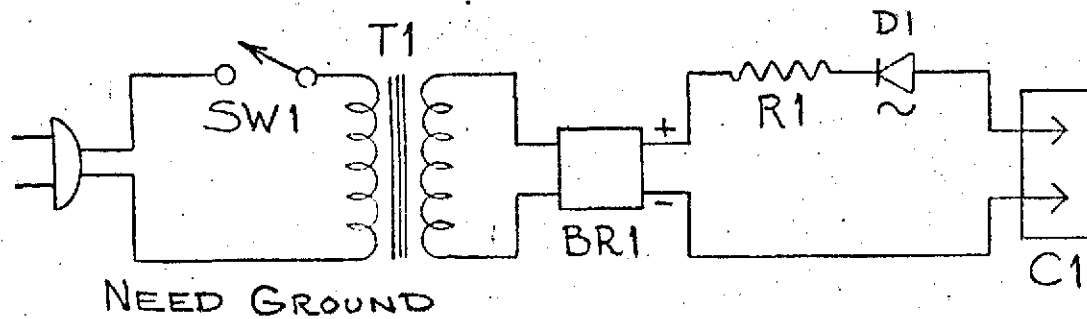 T1
D1
SW1
R1
+
-
BR1
C1
NEED GROUND